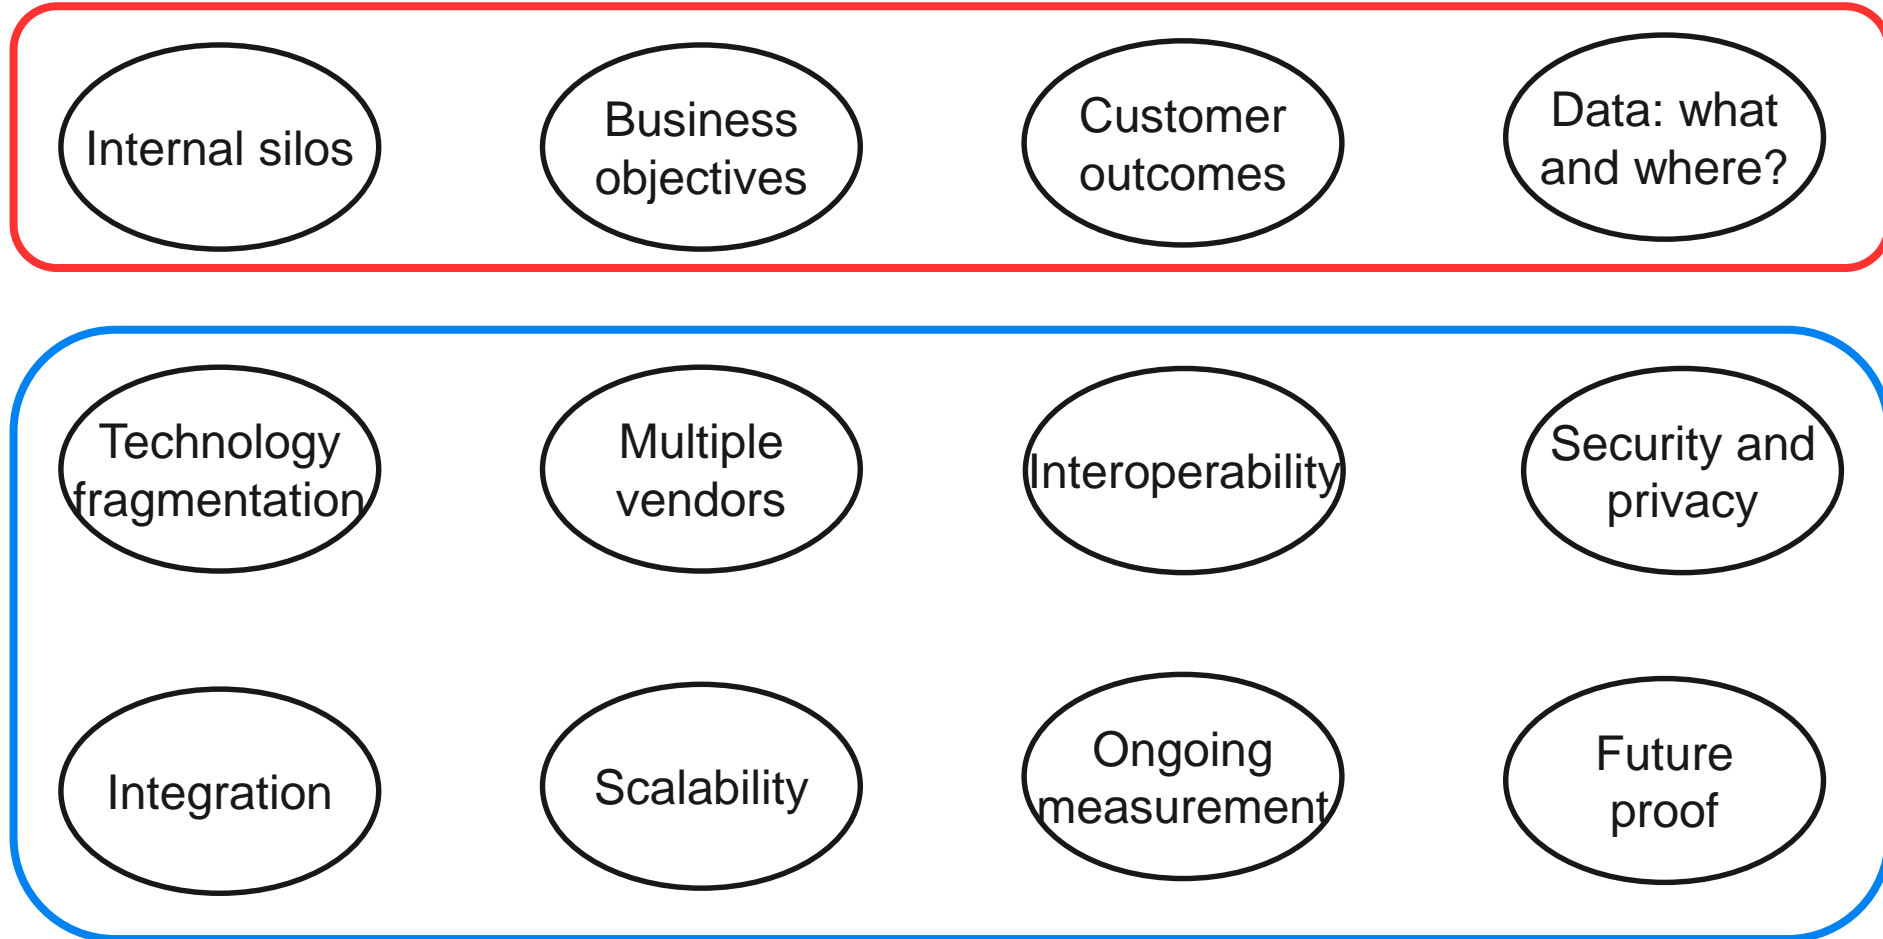 Internal silos
Business
objectives
Customer
outcomes
Data: what
and where?
Technology
fragmentation
Multiple
vendors
Interoperability
Security and
privacy
Integration
Scalability
Ongoing
measurement
Future
proof